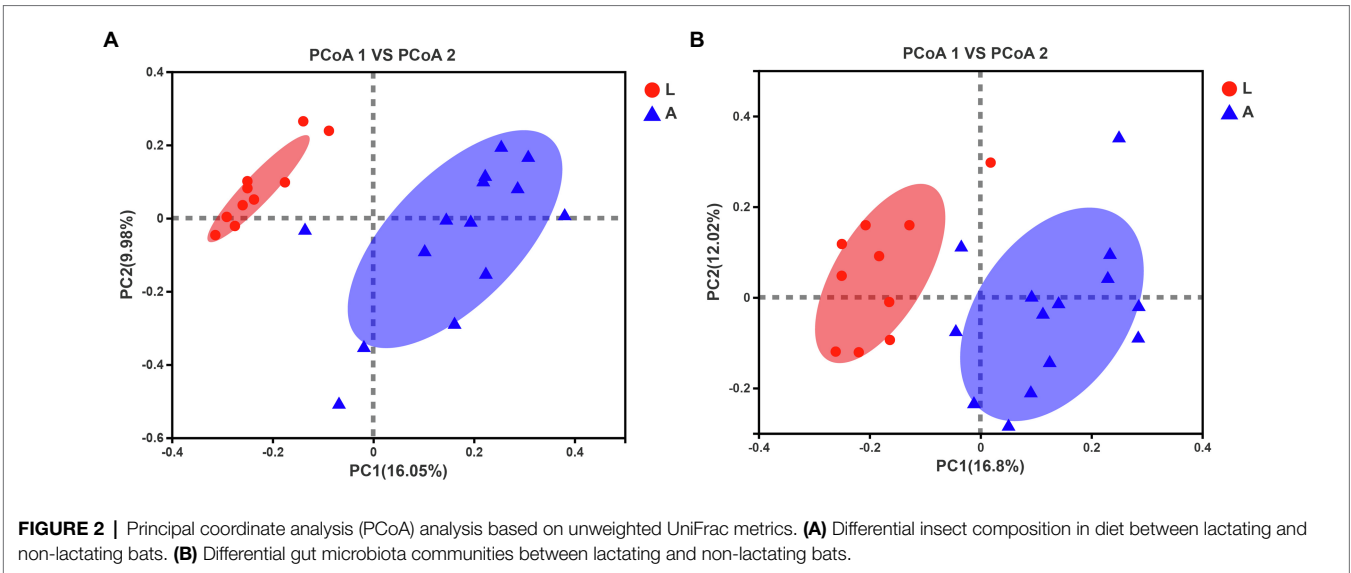 A
PCoA 1 VS PCoA 2
0.4
0.2
0
-0.2
-0.4
-0.6
PC2(9.98%)
-0.4
-0.2
0
0.2
0.4
PC1(16.05%)
L
A
B
PCoA 1 VS PCoA 2
0.4
0.2
0
-0.2
PC2(12.02%)
-0.4
-0.2
0
0.2
0.4
PC1(16.8%)
L
A
FIGURE 2 | Principal coordinate analysis (PCoA) analysis based on unweighted UniFrac metrics. (A) Differential insect composition in diet between lactating and
non-lactating bats. (B) Differential gut microbiota communities between lactating and non-lactating bats.